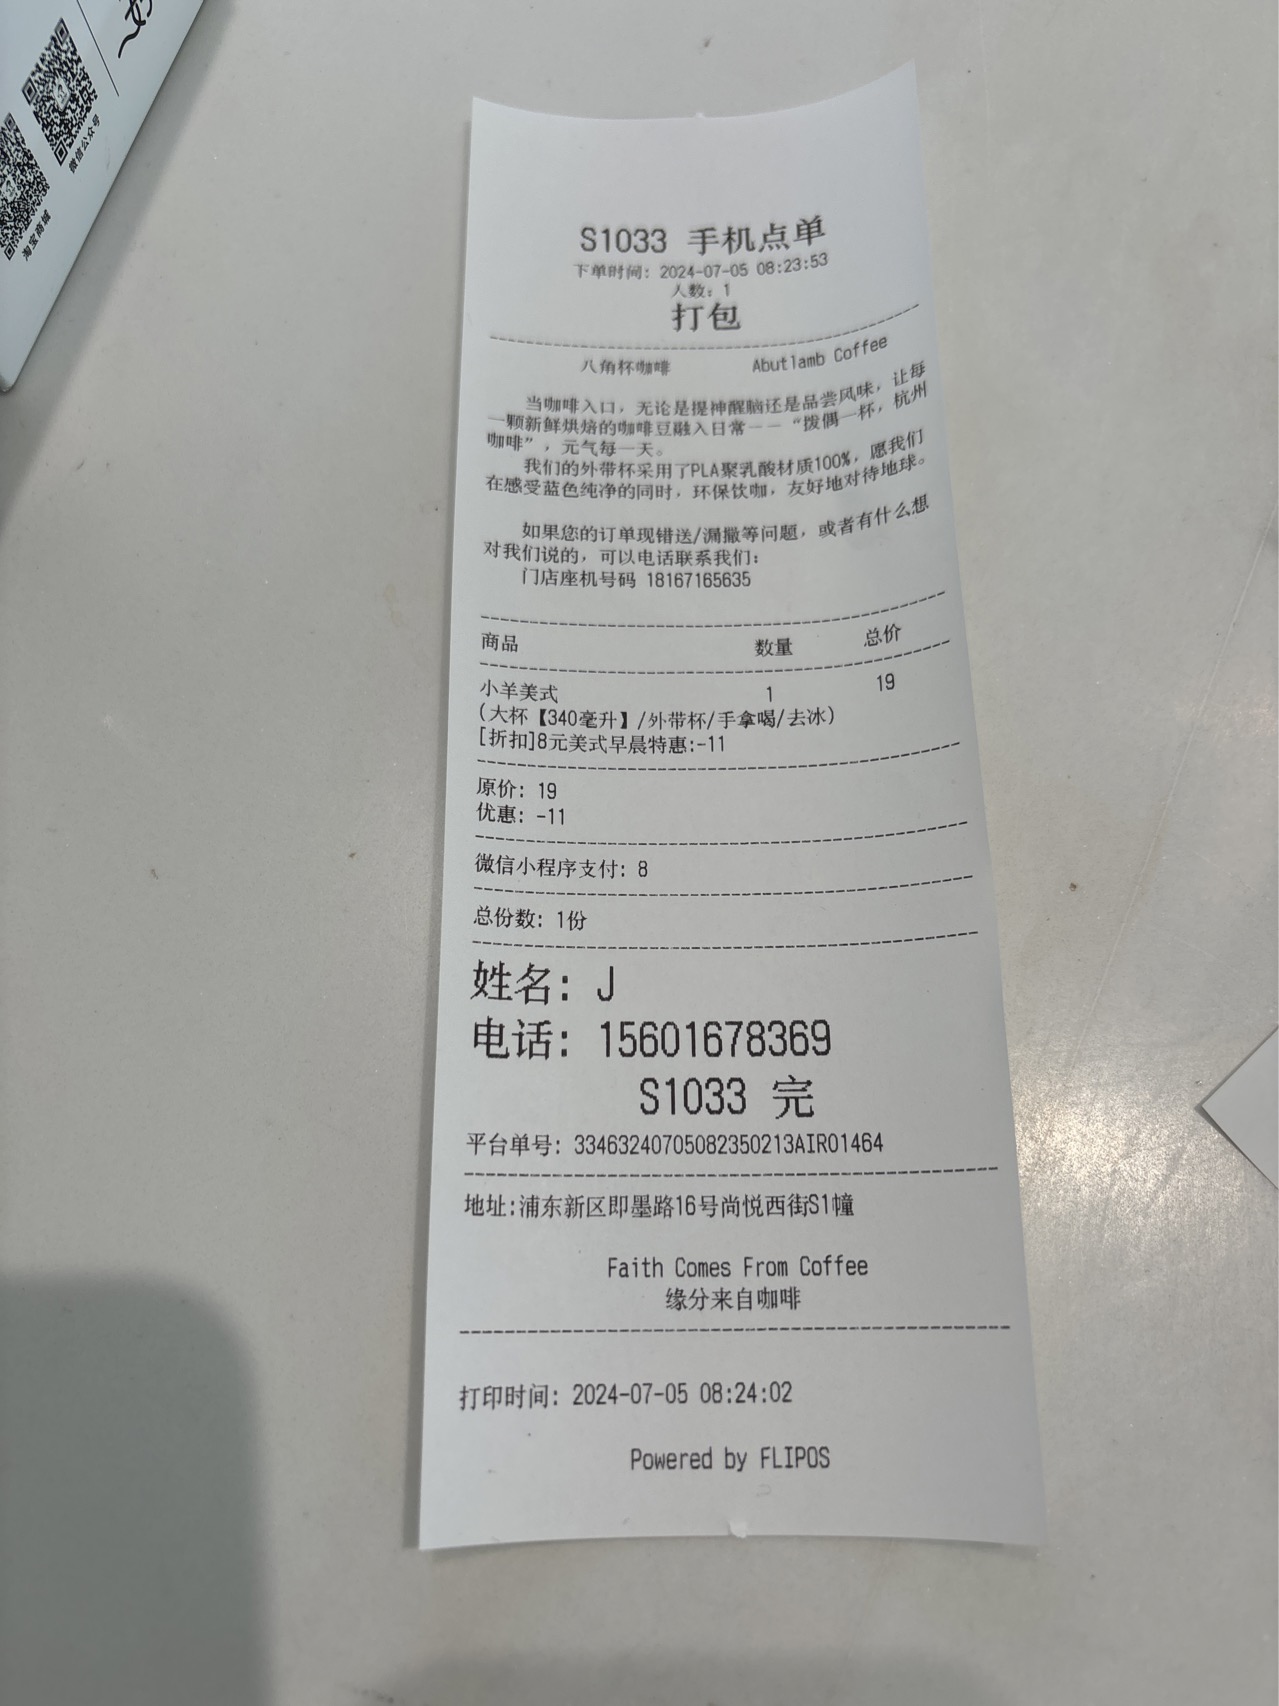 微信公众号
淘宝商城
S1033 手机点单
下单时间: 2024-07-05 08:23:53
人数: 1
打包
八角杯咖啡 Abutlamb Coffee
当咖啡入口，无论是提神醒脑还是品尝风味，让每
一颗新鲜烘焙的咖啡豆融入日常——“拨偶一杯，杭州
咖啡”，元气每一天。
我们的外带杯采用了PLA聚乳酸材质100%，愿我们
在感受蓝色纯净的同时，环保饮咖，友好地对待地球。
如果您的订单现错送/漏撒等问题，或者有什么想
对我们说的，可以电话联系我们:
门店座机号码 18167165635
商品 数量 总价
小羊美式 1 19
(大杯【340毫升】/外带杯/手拿喝/去冰)
[折扣]8元美式早晨特惠:-11
原价: 19
优惠: -11
微信小程序支付: 8
总份数: 1份
姓名: J
电话: 15601678369
S1033 完
平台单号: 33463240705082350213AIR01464
地址:浦东新区即墨路16号尚悦西街S1幢
Faith Comes From Coffee
缘分来自咖啡
打印时间: 2024-07-05 08:24:02
Powered by FLIPOS